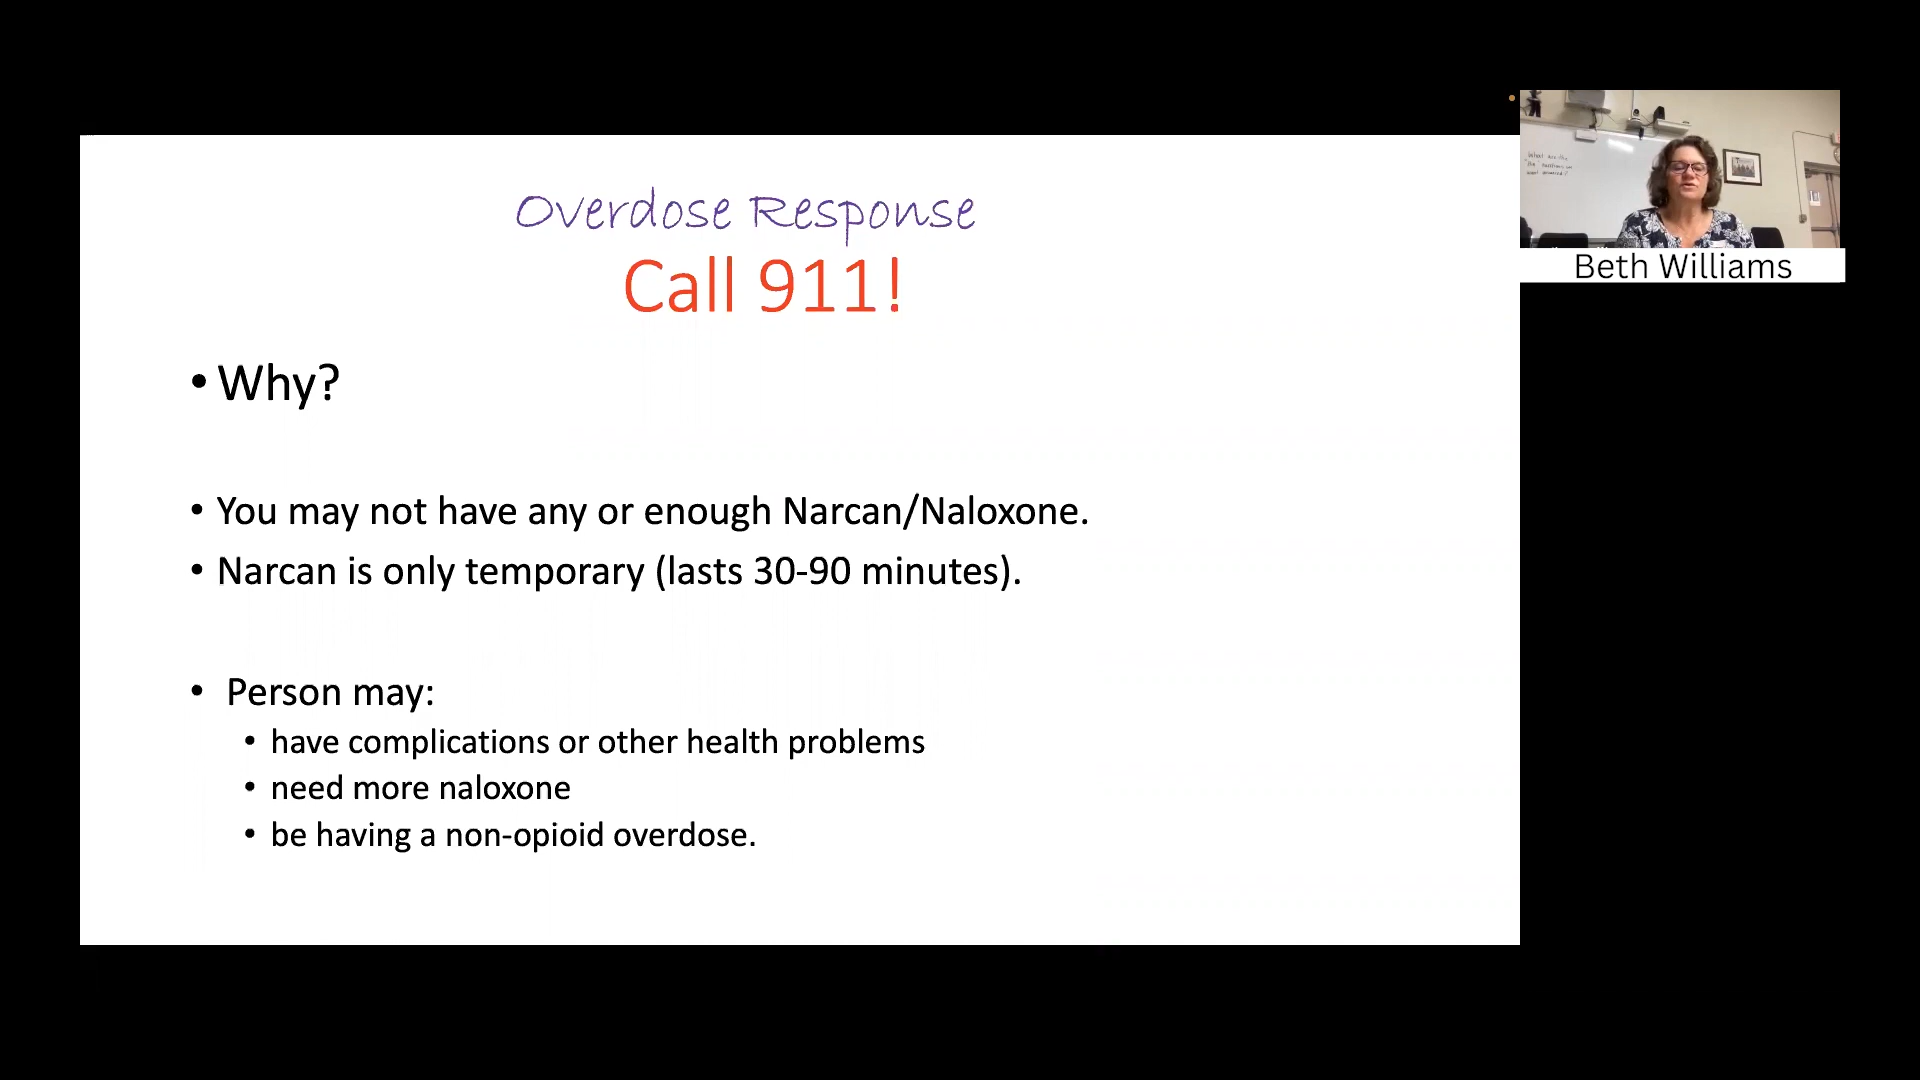 Overdose Response
Call 911!
• Why?
• You may not have any or enough Narcan/Naloxone.
• Narcan is only temporary (lasts 30-90 minutes).
• Person may:
• have complications or other health problems
• need more naloxone
• be having a non-opioid overdose.
Beth Williams